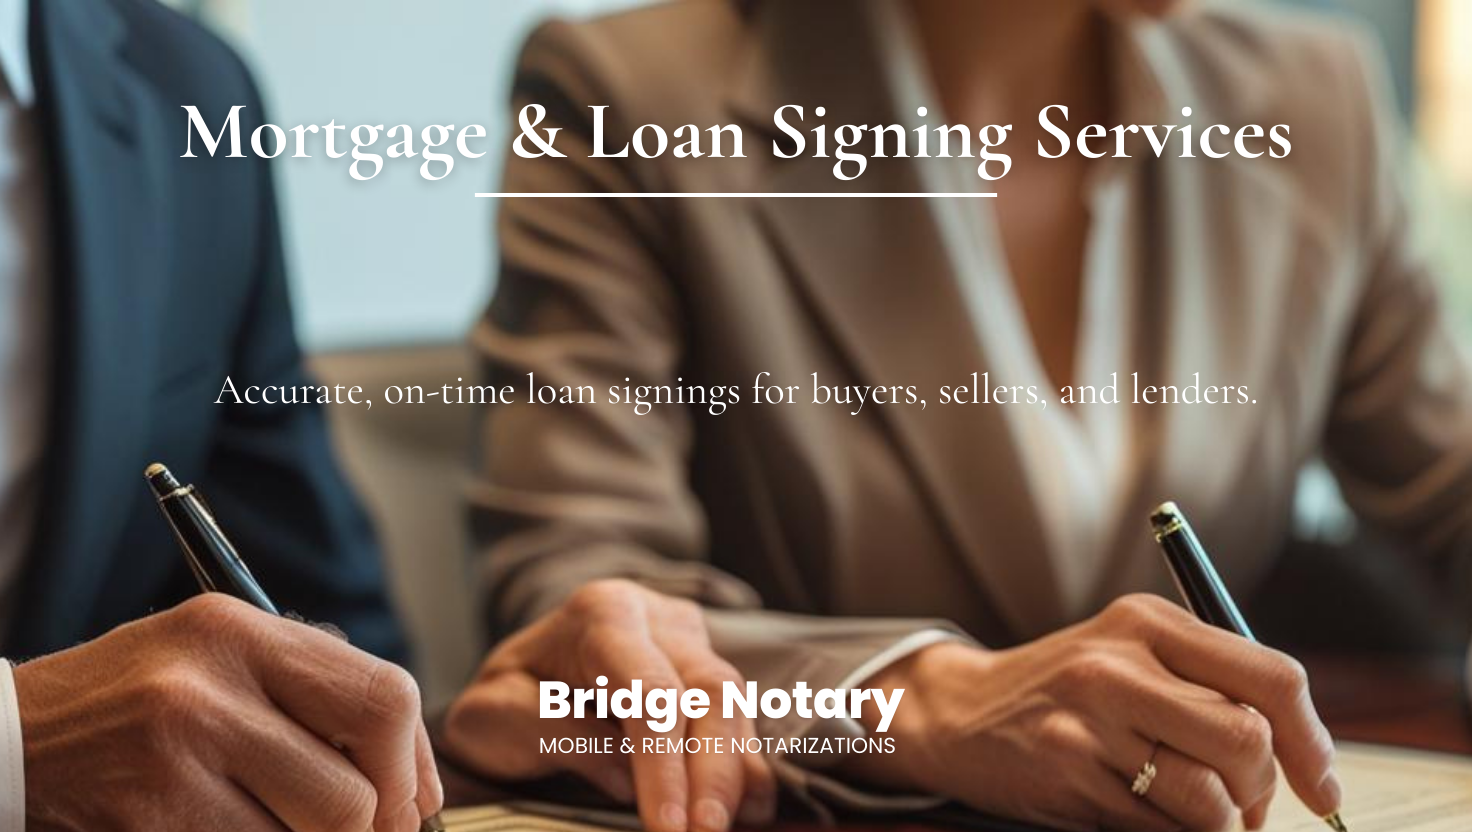 Mortgage & Loan Signing Services
Accurate, on-time loan signings for buyers, sellers, and lenders.
Bridge Notary
MOBILE & REMOTE NOTARIZATIONS